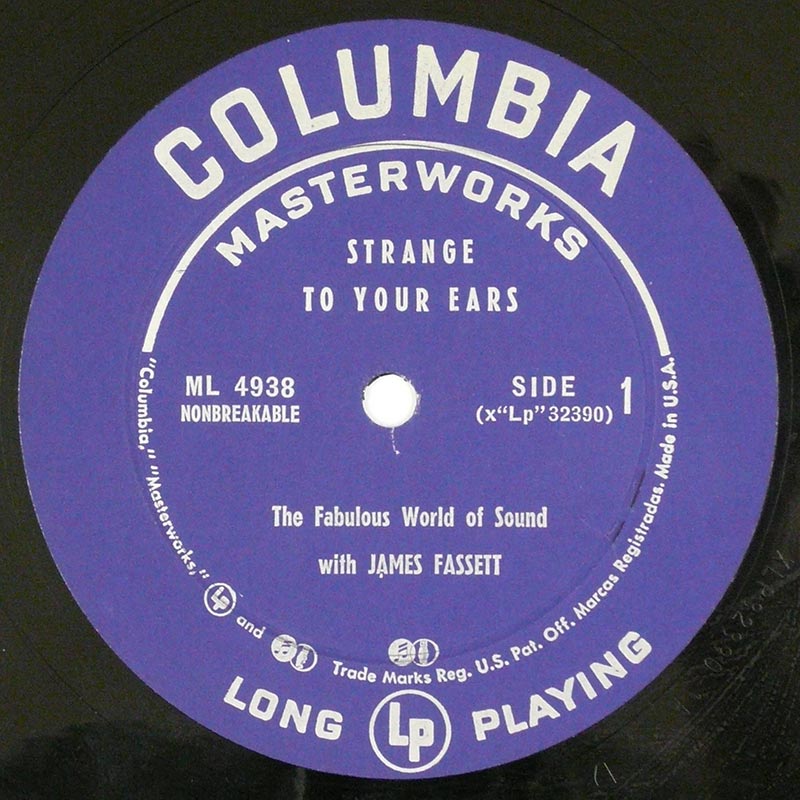 COLUMBIA
MASTERWORKS
STRANGE
TO YOUR EARS
ML 4938
NONBREAKABLE
SIDE 1
(x“Lp”32390)
The Fabulous World of Sound
with JAMES FASSETT
“Columbia,” “Masterworks,” Lp and Trade Marks Reg. U.S. Pat. Off. Marcas Registradas. Made in U.S.A.
LONG Lp PLAYING